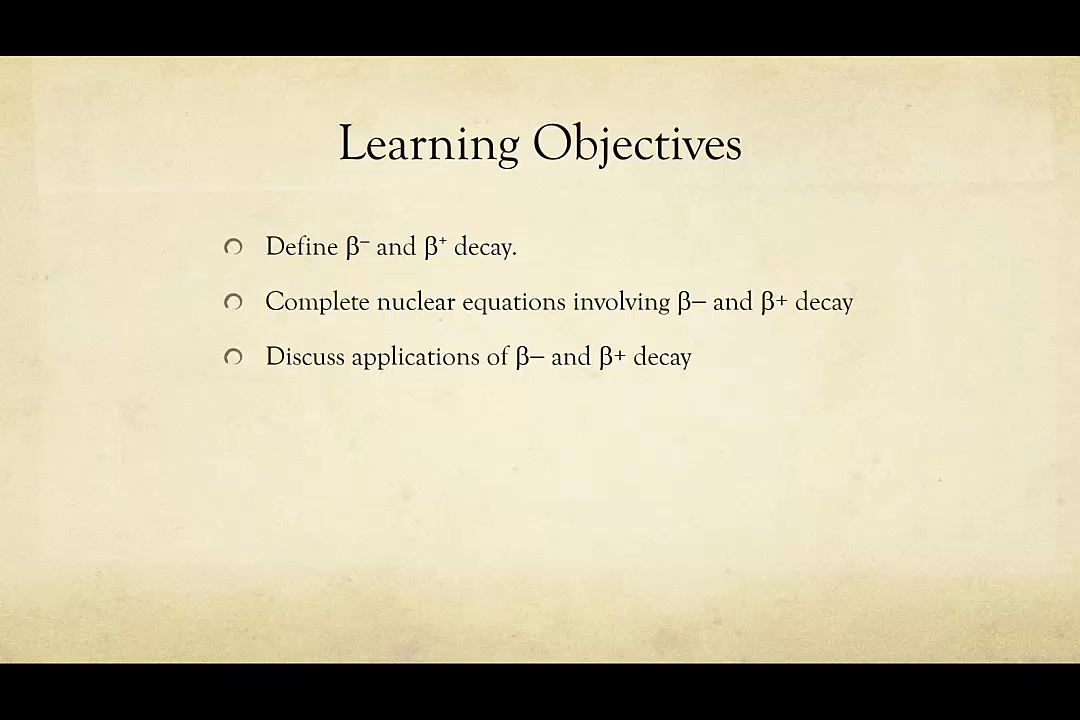 Learning Objectives
Define β⁻ and β⁺ decay.
Complete nuclear equations involving β– and β+ decay
Discuss applications of β– and β+ decay